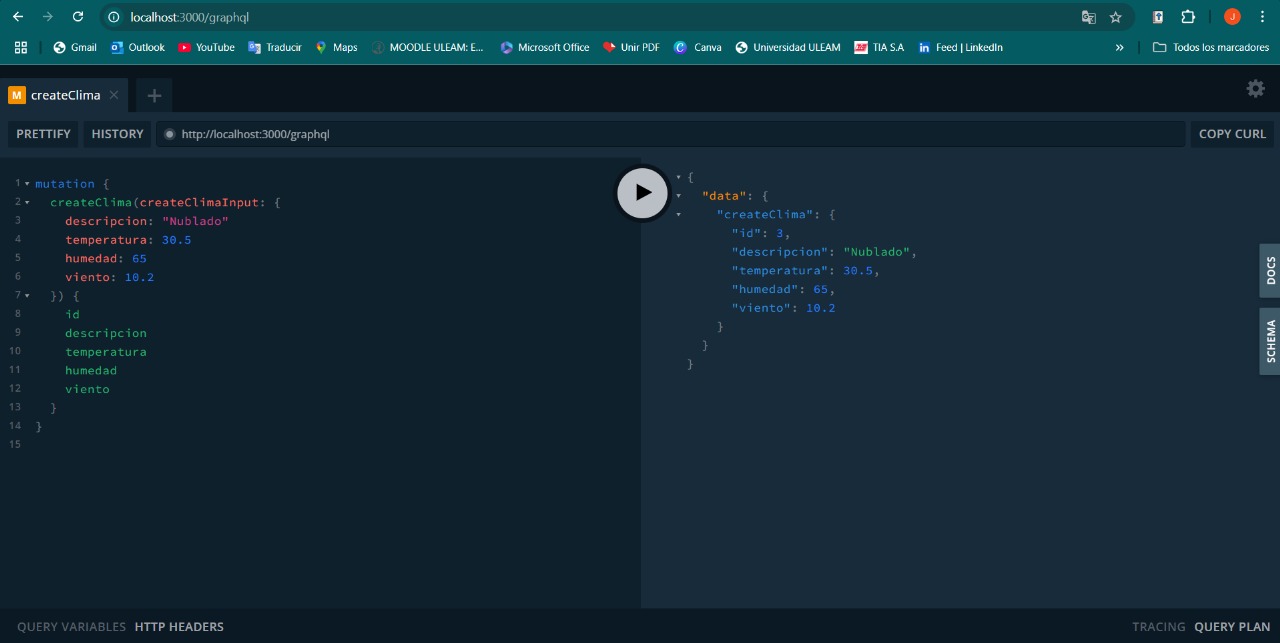 localhost:3000/graphql
Gmail Outlook YouTube Traducir Maps MOODLE ULEAM: E... Microsoft Office Unir PDF Canva Universidad ULEAM TIA S.A Feed | LinkedIn » Todos los marcadores
M createClima
PRETTIFY HISTORY http://localhost:3000/graphql COPY CURL
1 mutation {
2 createClima(createClimaInput: {
3 descripcion: "Nublado"
4 temperatura: 30.5
5 humedad: 65
6 viento: 10.2
7 }) {
8 id
9 descripcion
10 temperatura
11 humedad
12 viento
13 }
14 }
15
{
"data": {
"createClima": {
"id": 3,
"descripcion": "Nublado",
"temperatura": 30.5,
"humedad": 65,
"viento": 10.2
}
}
}
DOCS
SCHEMA
QUERY VARIABLES HTTP HEADERS TRACING QUERY PLAN